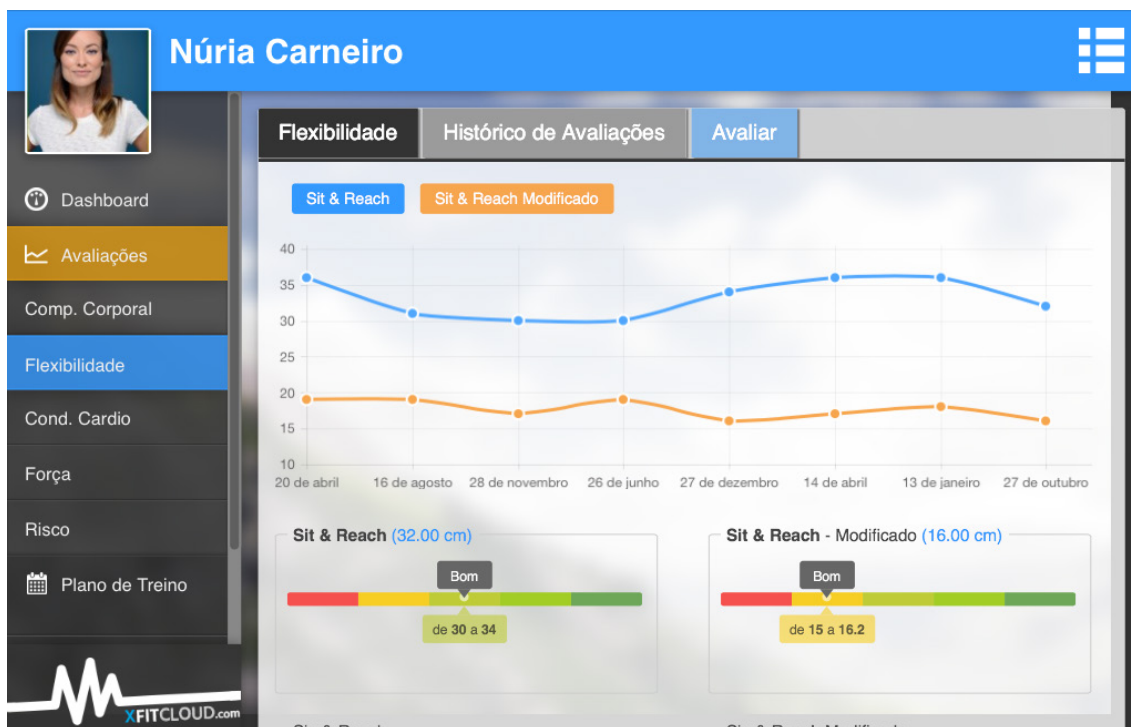 Núria Carneiro
Dashboard
Avaliações
Comp. Corporal
Flexibilidade
Cond. Cardio
Força
Risco
Plano de Treino
XFITCLOUD.com
Flexibilidade Histórico de Avaliações Avaliar
Sit & Reach Sit & Reach Modificado
40
35
30
25
20
15
10
20 de abril 16 de agosto 28 de novembro 26 de junho 27 de dezembro 14 de abril 13 de janeiro 27 de outubro
Sit & Reach (32.00 cm)
Bom
de 30 a 34
Sit & Reach - Modificado (16.00 cm)
Bom
de 15 a 16.2